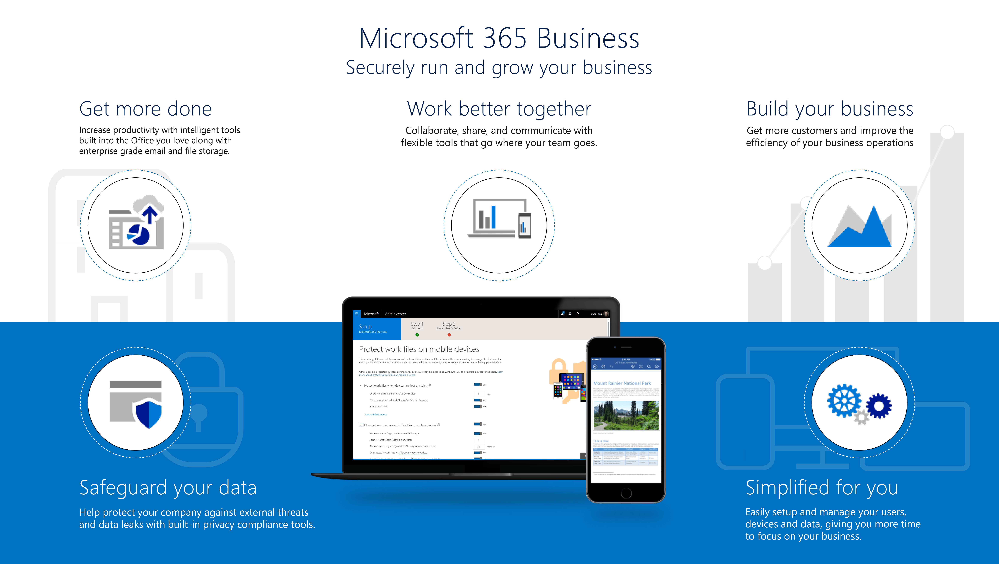 Microsoft 365 Business
Securely run and grow your business
Get more done
Increase productivity with intelligent tools
built into the Office you love along with
enterprise grade email and file storage.
Work better together
Collaborate, share, and communicate with
flexible tools that go where your team goes.
Build your business
Get more customers and improve the
efficiency of your business operations
Microsoft Admin center
Gabe Long
Setup
Microsoft 365 Business
Step 1
Add users
Step 2
Protect data & devices
Protect work files on mobile devices
These settings let users safely access email and work files on their mobile devices, without you needing to manage the device or the
user's personal information. If a device is lost or stolen, admins can remotely remove company data without affecting personal data.
Office apps are protected by these settings and, by default, they are applied to Windows, iOS, and Android devices for all users. Learn
more about protecting work files on mobile devices
Protect work files when devices are lost or stolen On
Delete work files from an inactive device after 7 days
Force users to save all work files to OneDrive for Business On
Encrypt work files On
Restore default settings
Manage how users access Office files on mobile devices On
Require a PIN or fingerprint to access Office apps On
Reset PIN when login fails this many times 5
Require users to sign in again after Office apps have been idle for 30 minutes
Deny access to work files on jailbroken or rooted devices On
9:41 AM 100%
US Travel Adventures
Mount Rainier National Park
Take a Hike
Safeguard your data
Help protect your company against external threats
and data leaks with built-in privacy compliance tools.
Simplified for you
Easily setup and manage your users,
devices and data, giving you more time
to focus on your business.